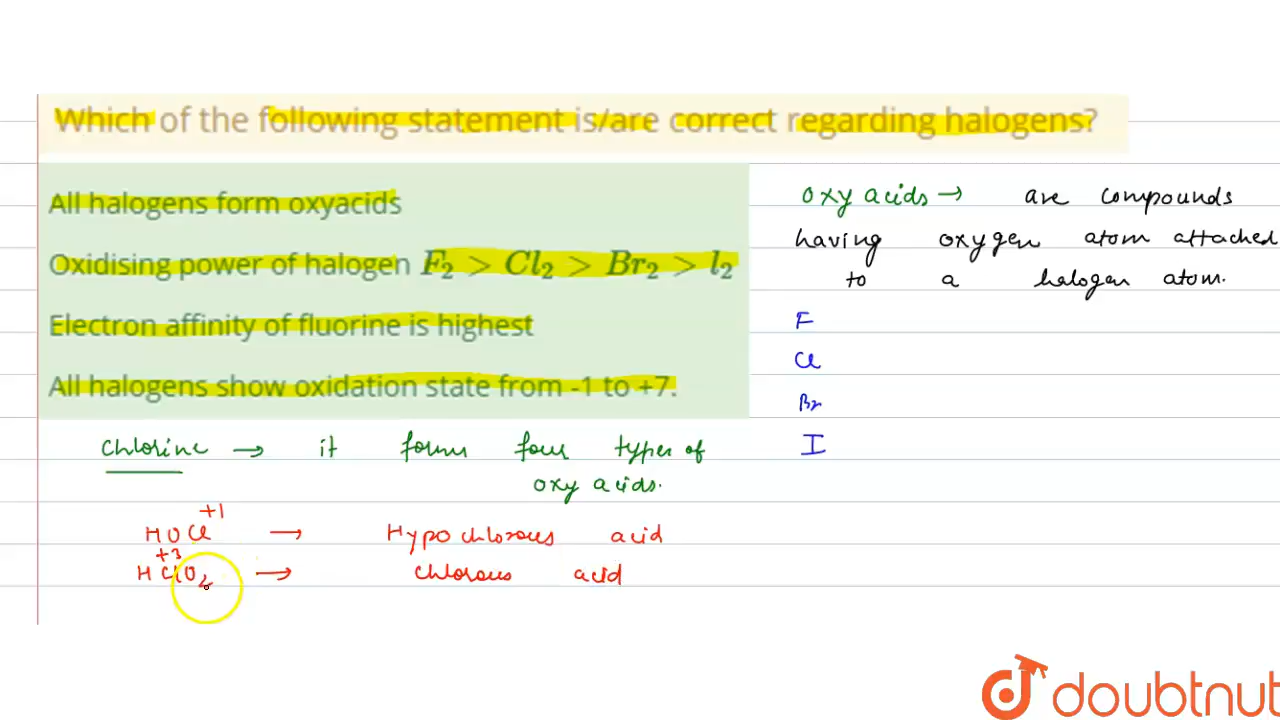 Which of the following statement is/are correct regarding halogens?
All halogens form oxyacids
Oxidising power of halogen F₂ > Cl₂ > Br₂ > l₂
Electron affinity of fluorine is highest
All halogens show oxidation state from -1 to +7.
Oxy acids → are compounds
having oxygen atom attached
to a halogen atom.
F
Cl
Br
I
Chlorine → it forms four types of
oxy acids.
+1
HOCl → Hypochlorous acid
+3
HClO₂ → chlorous acid
doubtnut